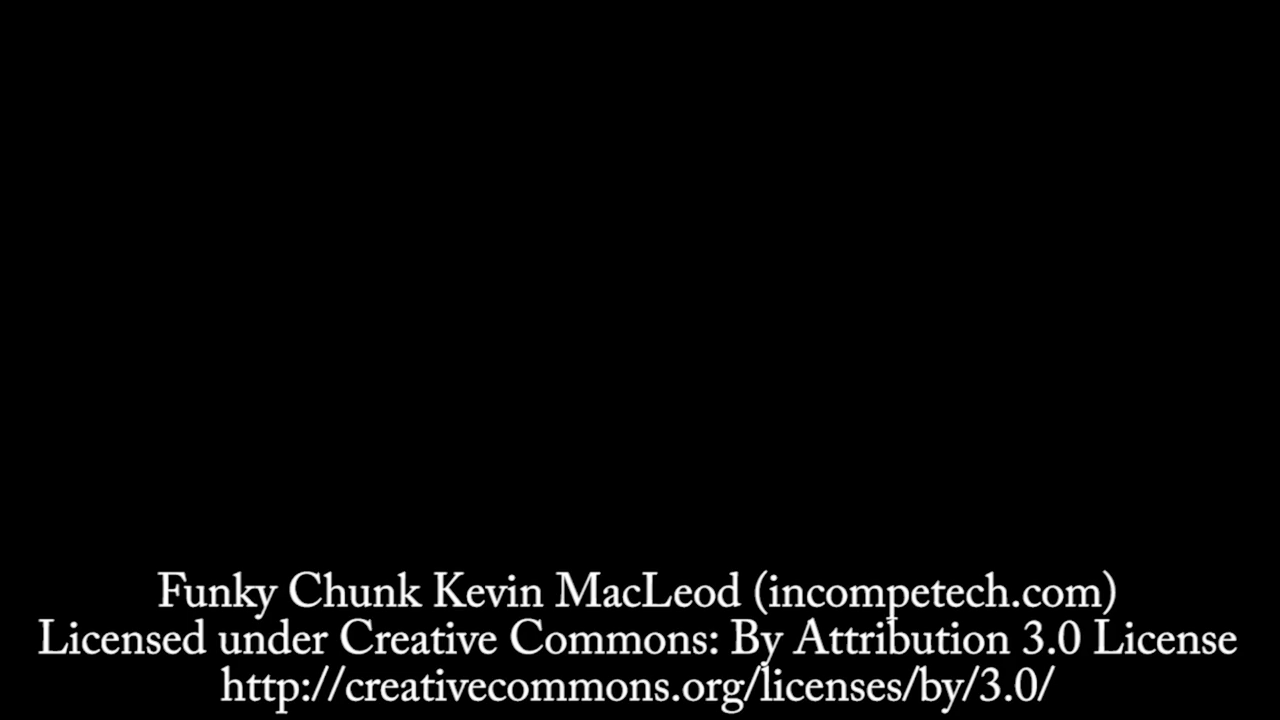 Funky Chunk Kevin MacLeod (incompetech.com)
Licensed under Creative Commons: By Attribution 3.0 License
http://creativecommons.org/licenses/by/3.0/